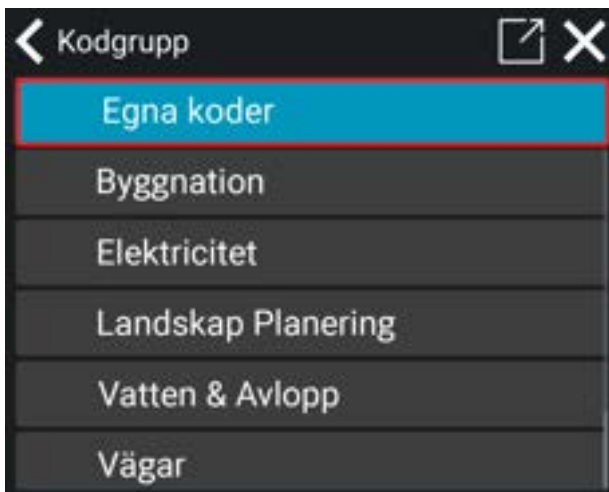 Kodgrupp
Egna koder
Byggnation
Elektricitet
Landskap Planering
Vatten & Avlopp
Vägar